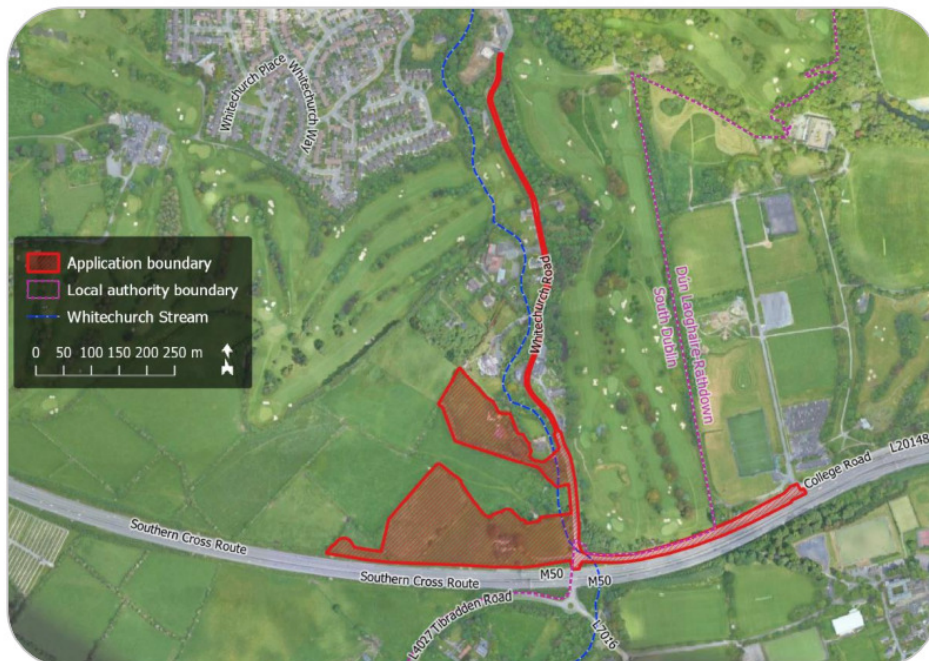 Whitechurch Place
Whitechurch Way
Application boundary
Local authority boundary
Whitechurch Stream
0 50 100 150 200 250 m
Whitechurch Road
Dún Laoghaire-Rathdown
South Dublin
College Road
L20148
Southern Cross Route
Southern Cross Route
M50
M50
L4027 Tibradden Road
L7016